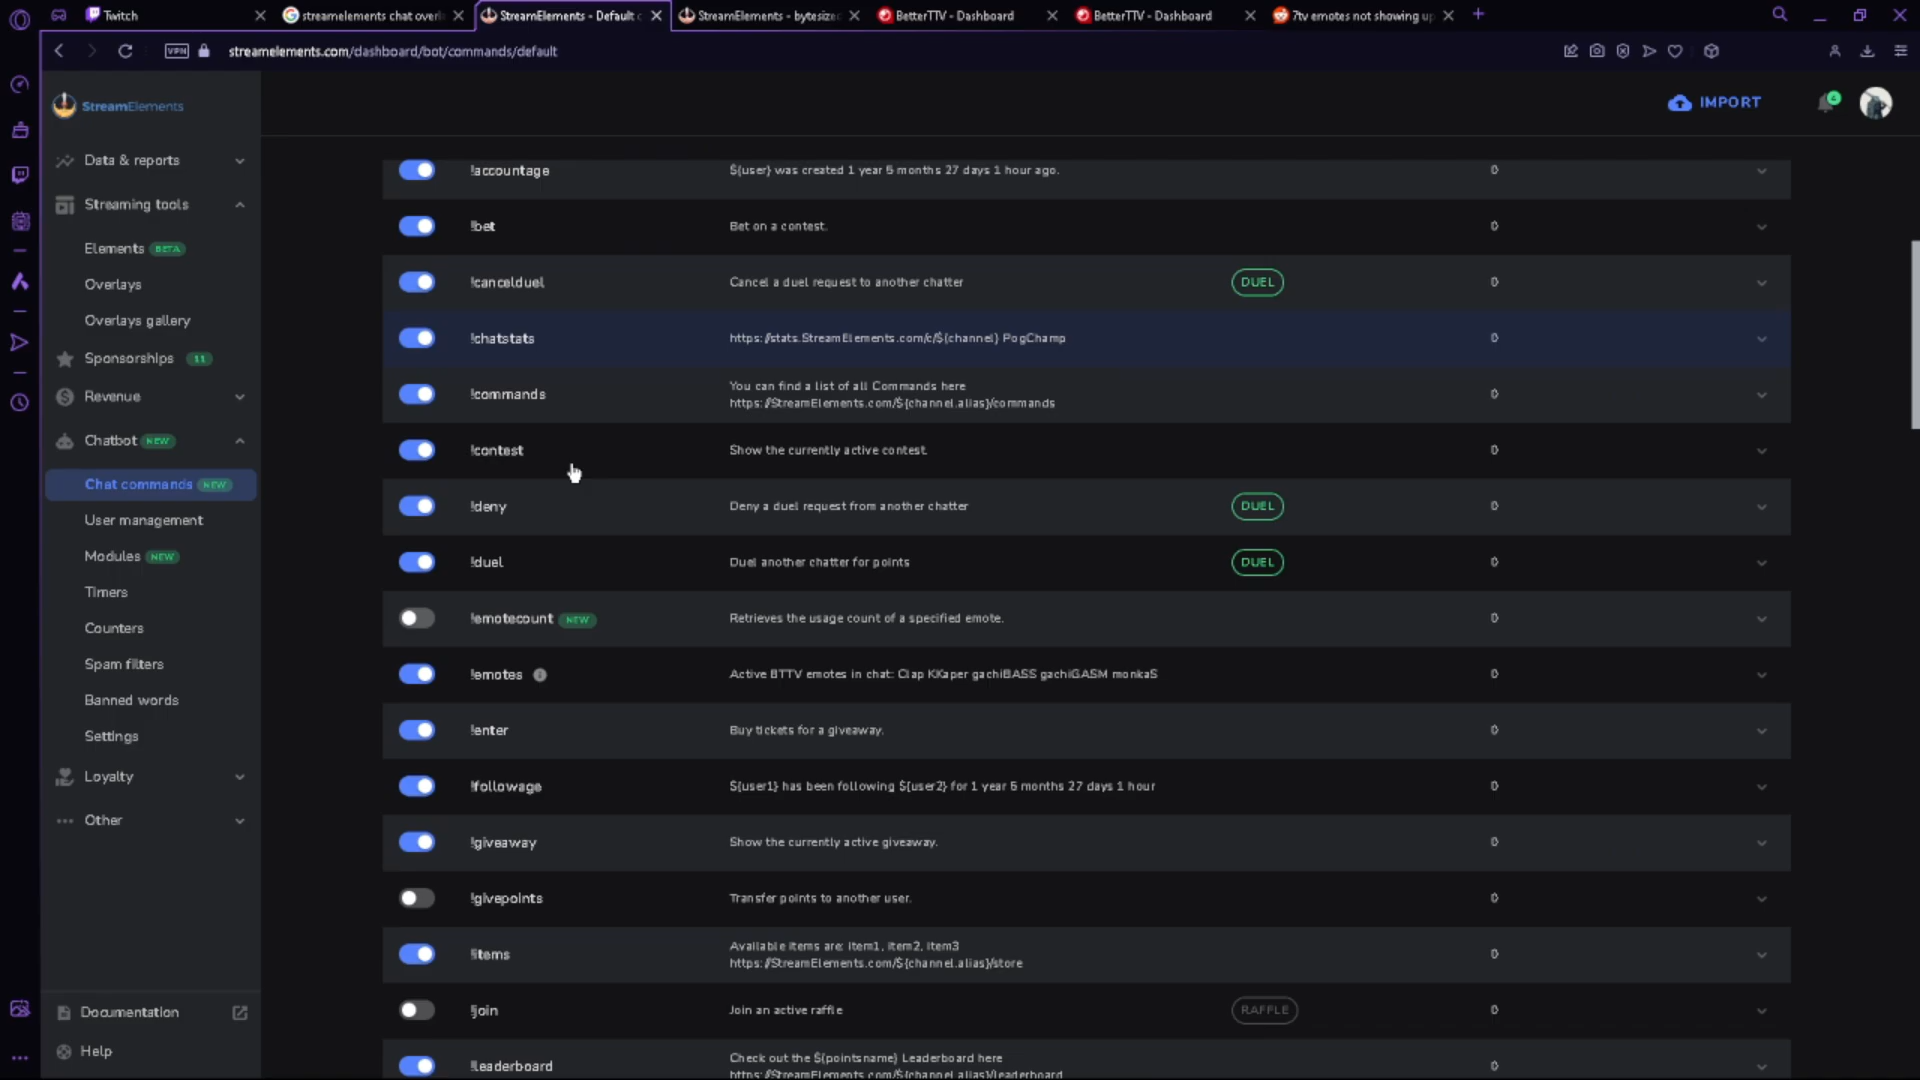 Twitch
streamelements chat overl
StreamElements - Default c
StreamElements - bytesize
BetterTTV - Dashboard
BetterTTV - Dashboard
7tv emotes not showing up
VPN
streamelements.com/dashboard/bot/commands/default
StreamElements
IMPORT
4
Data & reports
Streaming tools
Elements BETA
Overlays
Overlays gallery
Sponsorships 11
Revenue
Chatbot NEW
Chat commands NEW
User management
Modules NEW
Timers
Counters
Spam filters
Banned words
Settings
Loyalty
Other
Documentation
Help
!accountage ${user} was created 1 year 5 months 27 days 1 hour ago. 0
!bet Bet on a contest. 0
!cancelduel Cancel a duel request to another chatter DUEL 0
!chatstats https://stats.StreamElements.com/c/${channel} PogChamp 0
!commands You can find a list of all Commands here 0
https://StreamElements.com/${channel.alias}/commands
!contest Show the currently active contest. 0
!deny Deny a duel request from another chatter DUEL 0
!duel Duel another chatter for points DUEL 0
!emotecount NEW Retrieves the usage count of a specified emote. 0
!emotes Active BTTV emotes in chat: Clap KKaper gachiBASS gachiGASM monkaS 0
!enter Buy tickets for a giveaway. 0
!followage ${user1} has been following ${user2} for 1 year 5 months 27 days 1 hour 0
!giveaway Show the currently active giveaway. 0
!givepoints Transfer points to another user. 0
!items Available items are: item1, item2, item3 0
https://StreamElements.com/${channel.alias}/store
!join Join an active raffle RAFFLE 0
!leaderboard Check out the ${pointsname} Leaderboard here 0
https://StreamElements.com/${channel.alias}/leaderboard